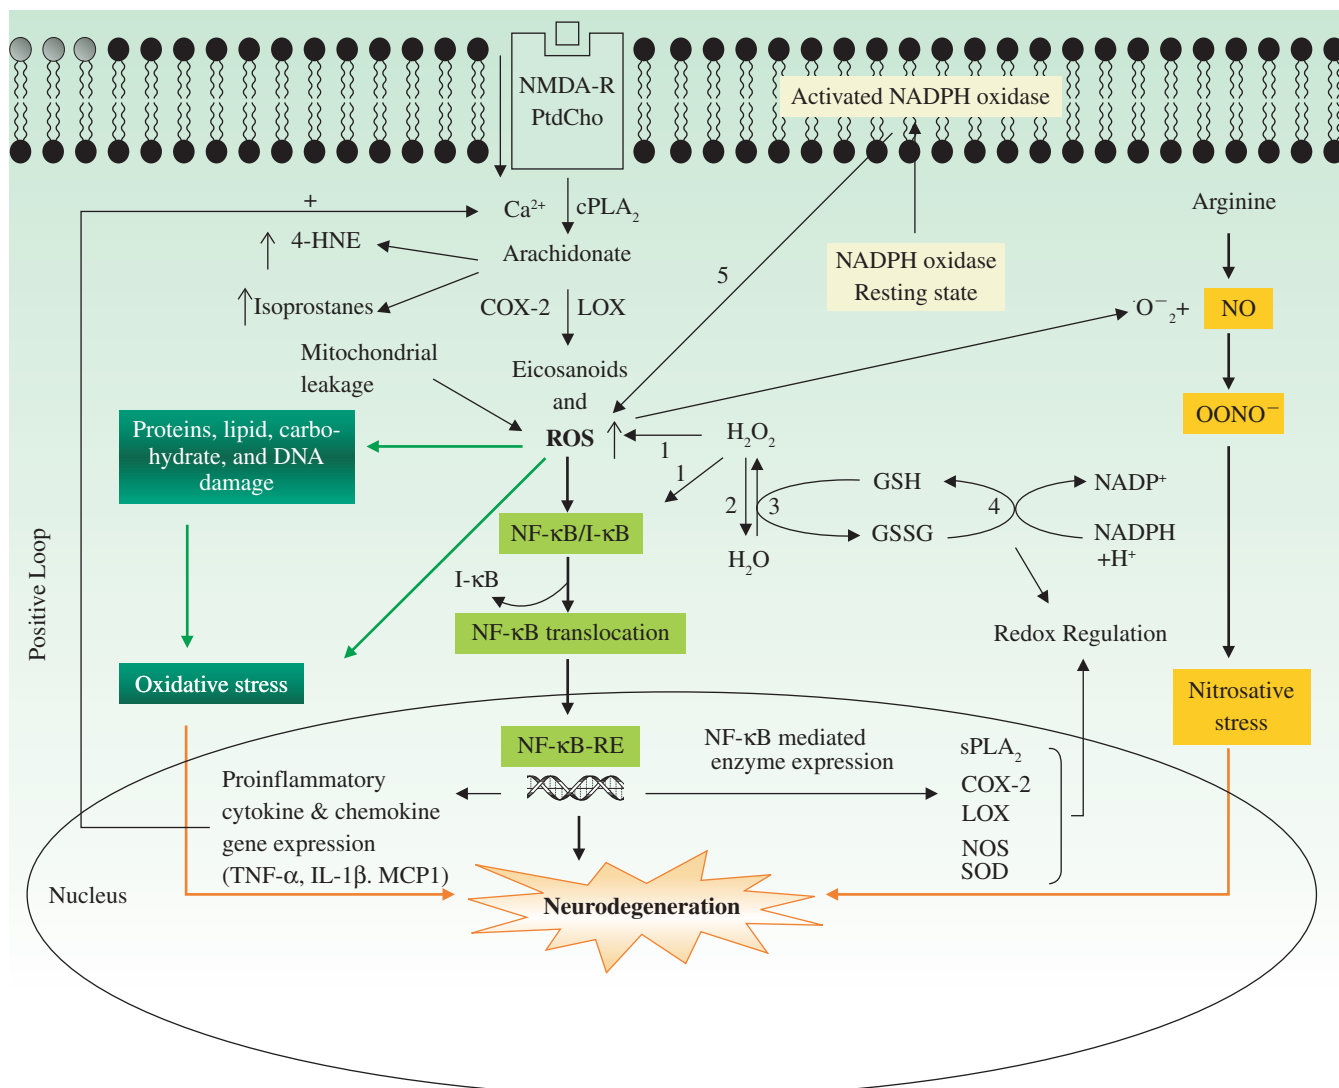 NMDA-R
PtdCho
Activated NADPH oxidase
+
Ca²⁺
cPLA₂
Arginine
4-HNE
Arachidonate
5
NADPH oxidase
Resting state
Isoprostanes
COX-2
LOX
·O⁻₂+
NO
Mitochondrial
leakage
Eicosanoids
and
ROS
OONO⁻
Proteins, lipid, carbo-
hydrate, and DNA
damage
1
H₂O₂
1
2
3
GSH
4
NADP⁺
NF-κB/I-κB
GSSG
NADPH
+H⁺
H₂O
I-κB
NF-κB translocation
Redox Regulation
Positive Loop
Oxidative stress
Nitrosative
stress
NF-κB-RE
NF-κB mediated
enzyme expression
sPLA₂
COX-2
LOX
NOS
SOD
Proinflammatory
cytokine & chemokine
gene expression
(TNF-α, IL-1β. MCP1)
Nucleus
Neurodegeneration